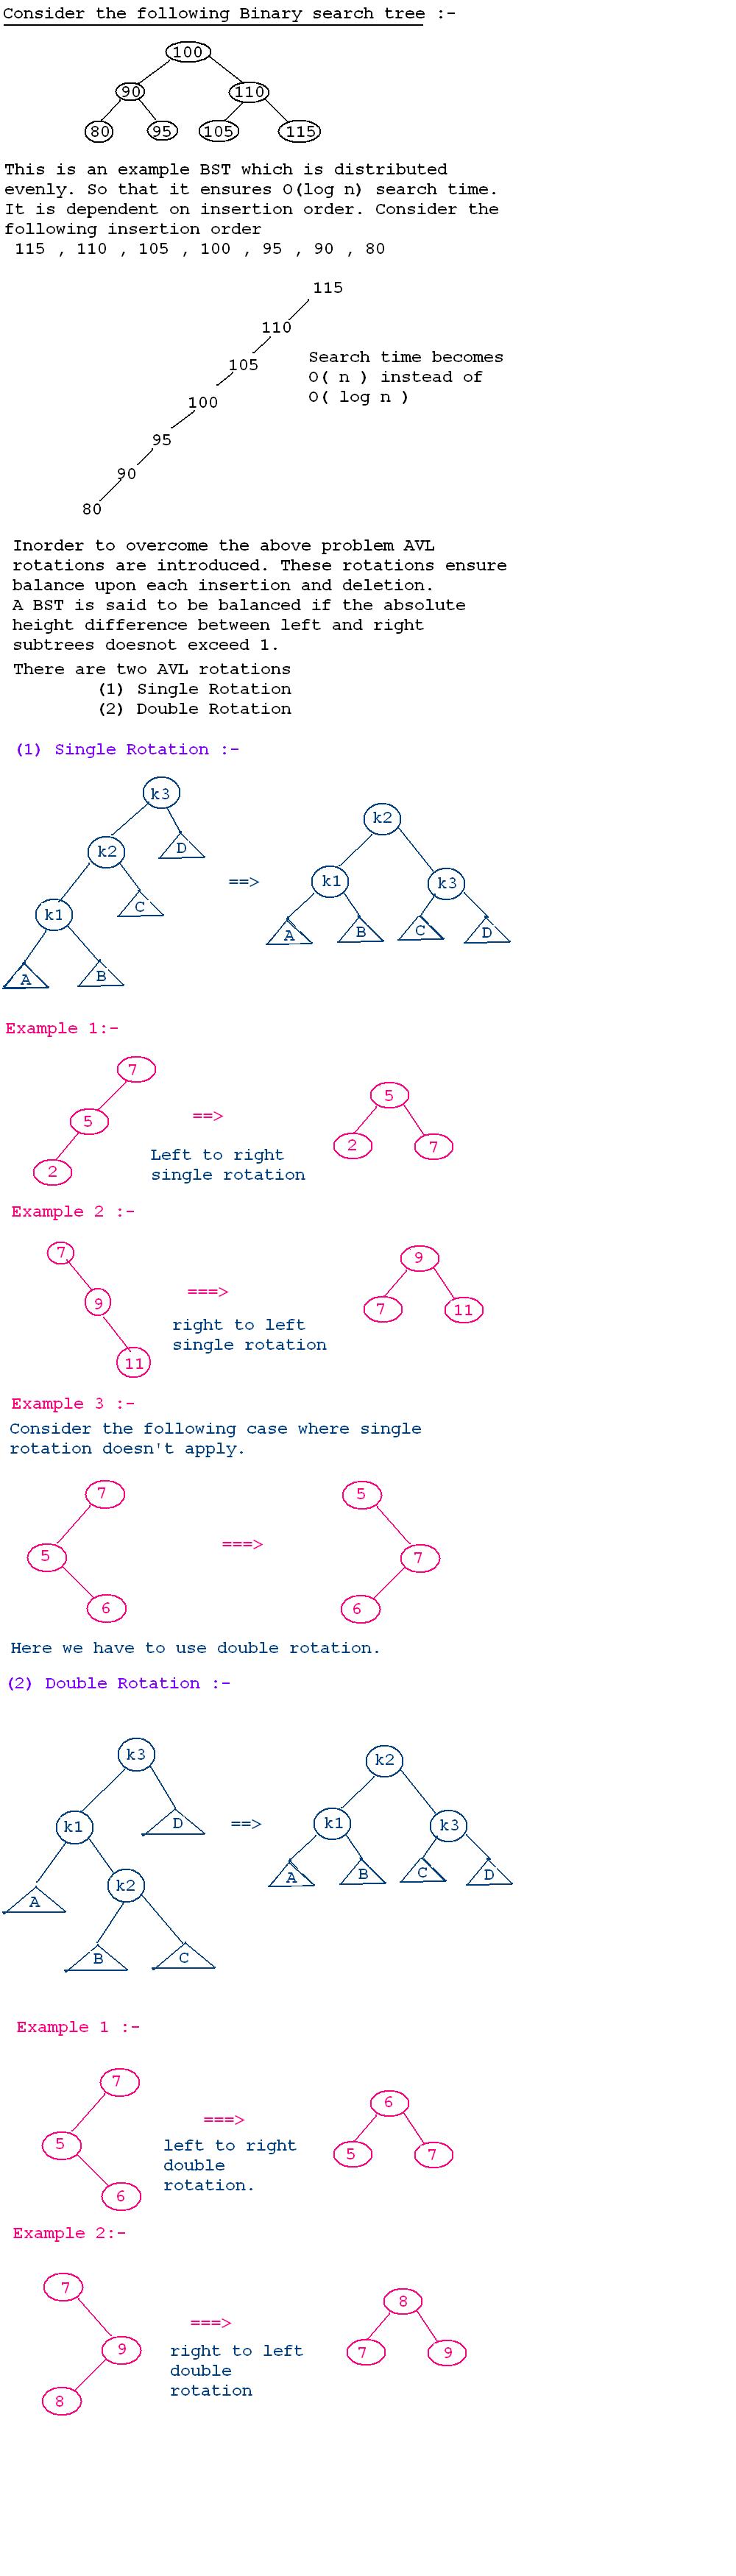 Consider the following Binary search tree :-
100
90 110
80 95 105 115
This is an example BST which is distributed
evenly. So that it ensures O(log n) search time.
It is dependent on insertion order. Consider the
following insertion order
115 , 110 , 105 , 100 , 95 , 90 , 80
115
110
105
100
95
90
80
Search time becomes
O( n ) instead of
O( log n )
Inorder to overcome the above problem AVL
rotations are introduced. These rotations ensure
balance upon each insertion and deletion.
A BST is said to be balanced if the absolute
height difference between left and right
subtrees doesnot exceed 1.
There are two AVL rotations
(1) Single Rotation
(2) Double Rotation
(1) Single Rotation :-
k3
k2 D
k1 C
A B
==>
k2
k1 k3
A B C D
Example 1:-
7
5
2
==>
Left to right
single rotation
5
2 7
Example 2 :-
7
9
11
===>
right to left
single rotation
9
7 11
Example 3 :-
Consider the following case where single
rotation doesn't apply.
7
5
6
===>
5
7
6
Here we have to use double rotation.
(2) Double Rotation :-
k3
k1 D
A k2
B C
==>
k2
k1 k3
A B C D
Example 1 :-
7
5
6
===>
left to right
double
rotation.
6
5 7
Example 2:-
7
9
8
===>
right to left
double
rotation
8
7 9